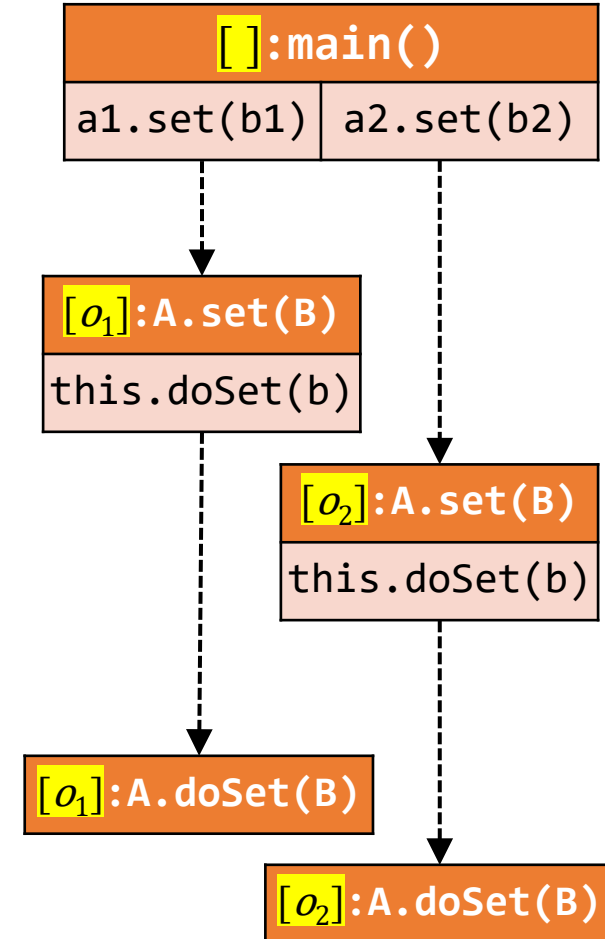 [ ]:main()
a1.set(b1) a2.set(b2)
[o₁]:A.set(B)
this.doSet(b)
[o₂]:A.set(B)
this.doSet(b)
[o₁]:A.doSet(B)
[o₂]:A.doSet(B)